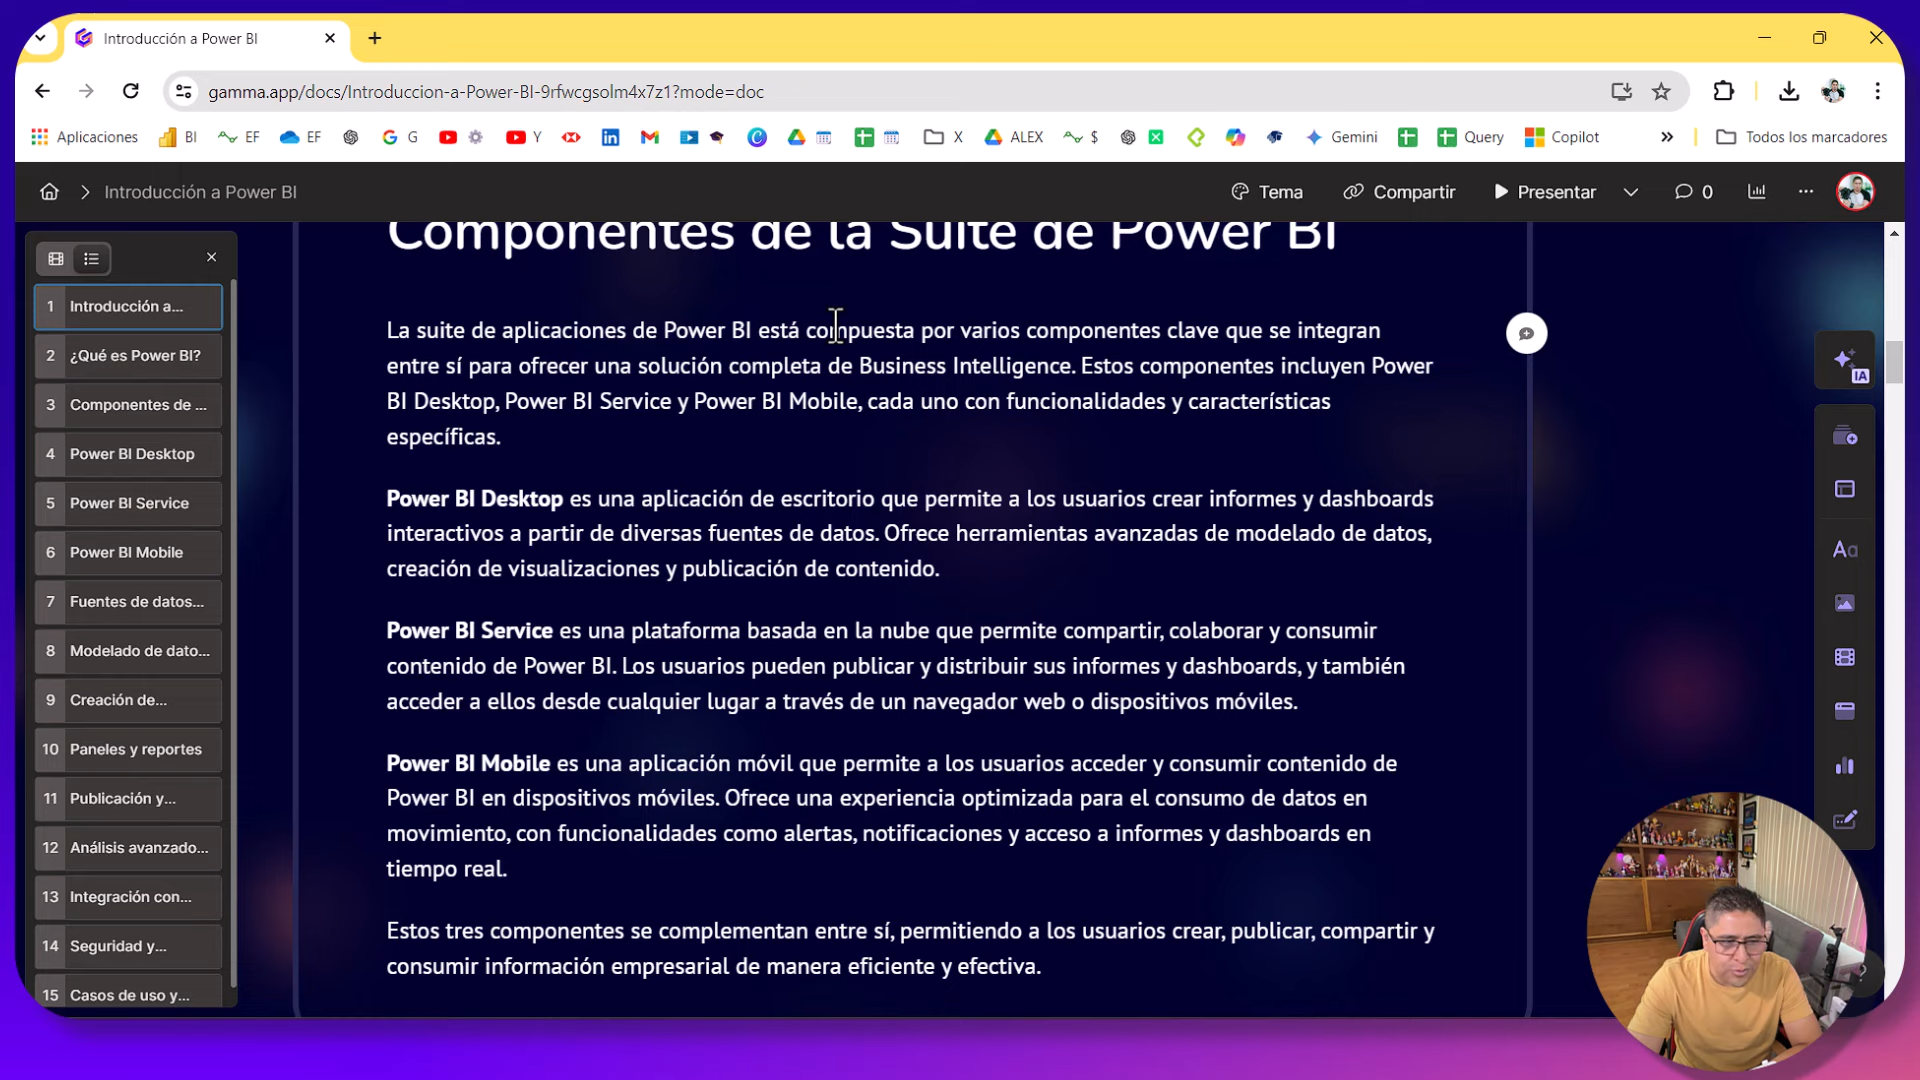 Introducción a Power BI
gamma.app/docs/Introduccion-a-Power-BI-9rfwcgsolm4x7z1?mode=doc
Aplicaciones BI EF EF G Y X ALEX $ Gemini Query Copilot » Todos los marcadores
Introducción a Power BI
Tema Compartir Presentar 0
Componentes de la Suite de Power BI
1 Introducción a...
2 ¿Qué es Power BI?
3 Componentes de ...
4 Power BI Desktop
5 Power BI Service
6 Power BI Mobile
7 Fuentes de datos...
8 Modelado de dato...
9 Creación de...
10 Paneles y reportes
11 Publicación y...
12 Análisis avanzado...
13 Integración con...
14 Seguridad y...
15 Casos de uso y...
La suite de aplicaciones de Power BI está compuesta por varios componentes clave que se integran
entre sí para ofrecer una solución completa de Business Intelligence. Estos componentes incluyen Power
BI Desktop, Power BI Service y Power BI Mobile, cada uno con funcionalidades y características
específicas.
Power BI Desktop es una aplicación de escritorio que permite a los usuarios crear informes y dashboards
interactivos a partir de diversas fuentes de datos. Ofrece herramientas avanzadas de modelado de datos,
creación de visualizaciones y publicación de contenido.
Power BI Service es una plataforma basada en la nube que permite compartir, colaborar y consumir
contenido de Power BI. Los usuarios pueden publicar y distribuir sus informes y dashboards, y también
acceder a ellos desde cualquier lugar a través de un navegador web o dispositivos móviles.
Power BI Mobile es una aplicación móvil que permite a los usuarios acceder y consumir contenido de
Power BI en dispositivos móviles. Ofrece una experiencia optimizada para el consumo de datos en
movimiento, con funcionalidades como alertas, notificaciones y acceso a informes y dashboards en
tiempo real.
Estos tres componentes se complementan entre sí, permitiendo a los usuarios crear, publicar, compartir y
consumir información empresarial de manera eficiente y efectiva.
IA
Aa